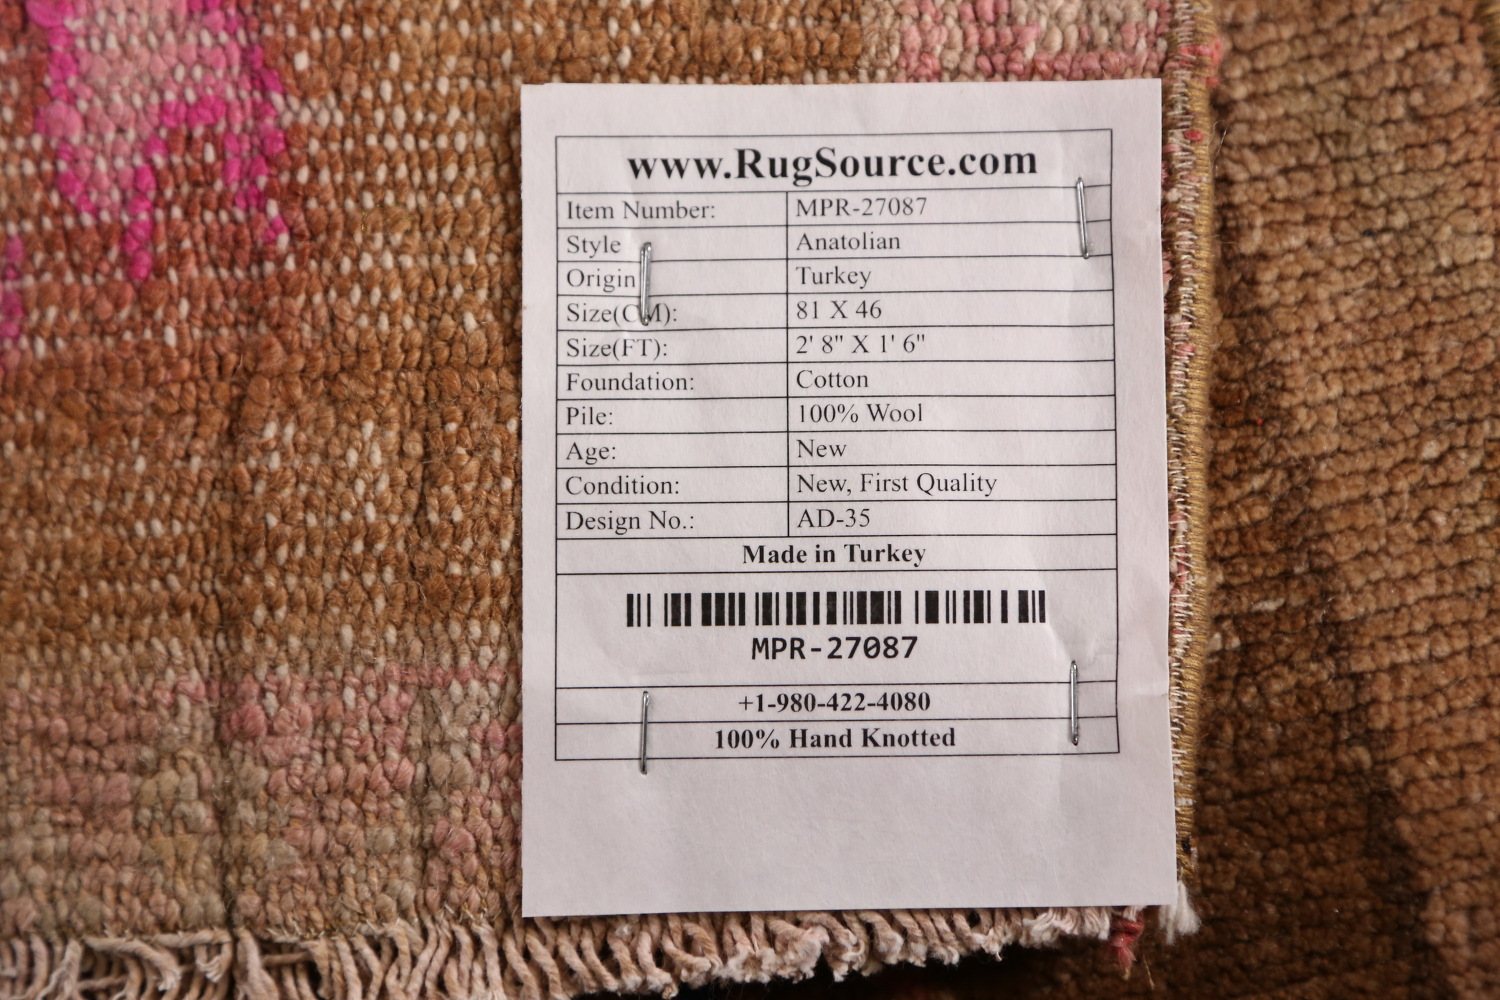 www.RugSource.com
Item Number: MPR-27087
Style Anatolian
Origin Turkey
Size(CM): 81 X 46
Size(FT): 2' 8" X 1' 6"
Foundation: Cotton
Pile: 100% Wool
Age: New
Condition: New, First Quality
Design No.: AD-35
Made in Turkey
MPR-27087
+1-980-422-4080
100% Hand Knotted